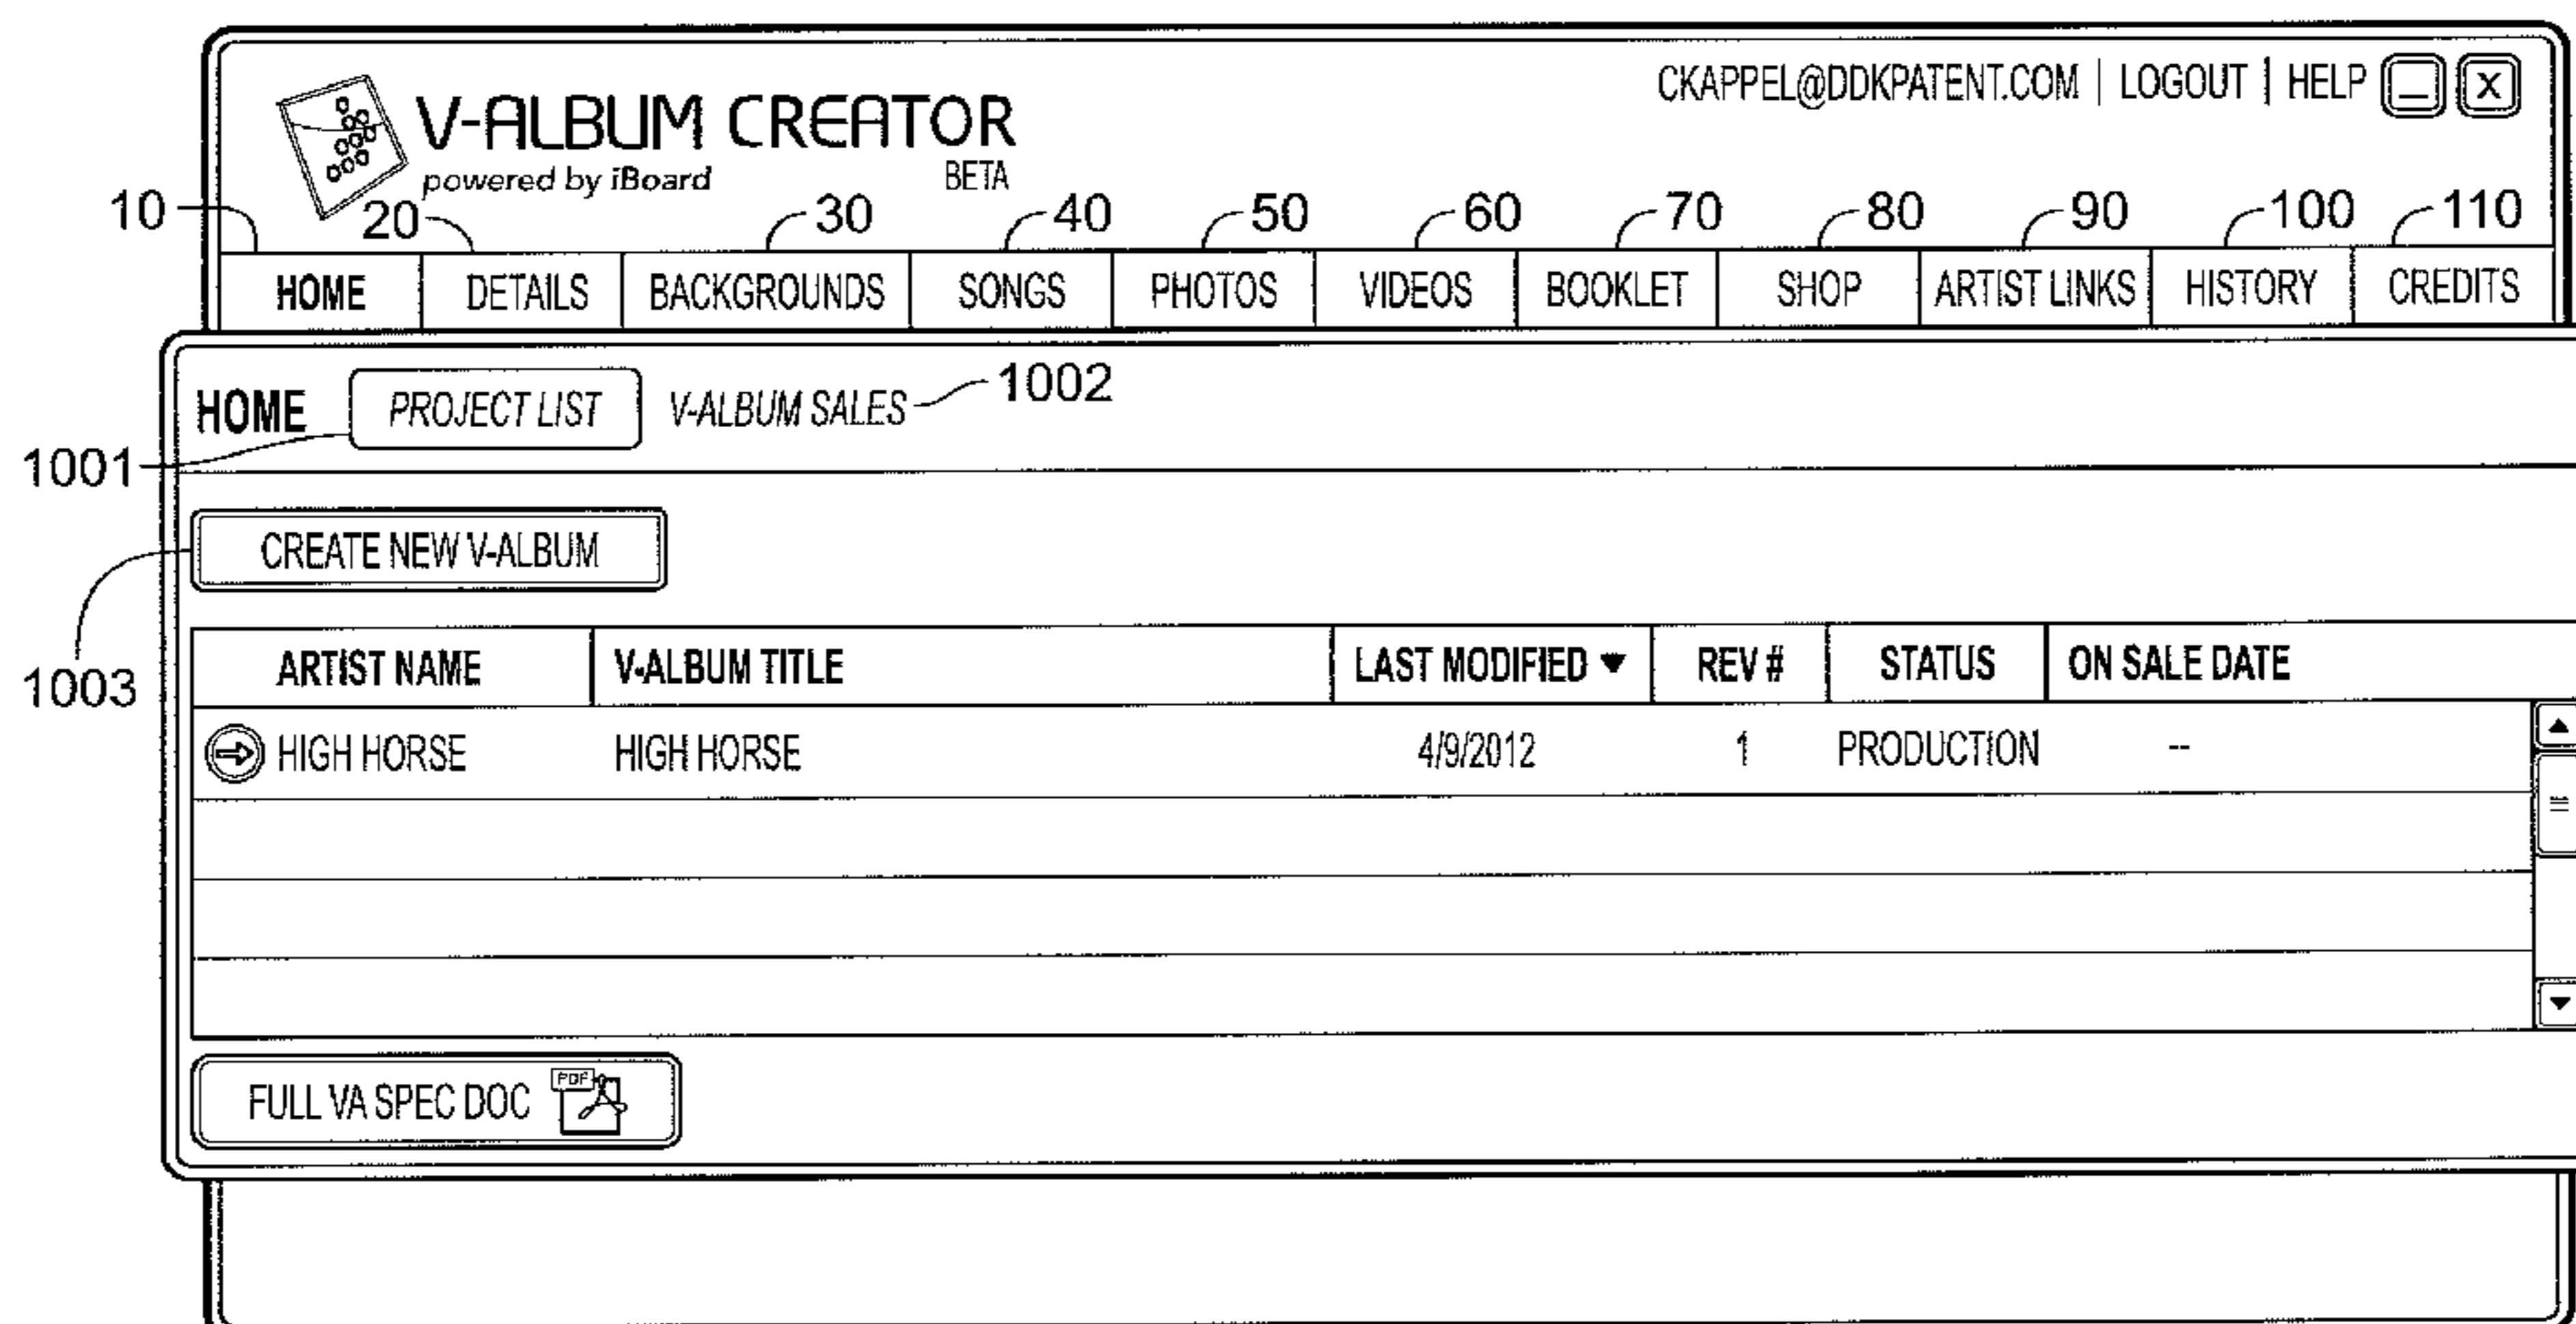 CKAPPEL@DDKPATENT.COM | LOGOUT | HELP X
V-ALBUM CREATOR
powered by iBoard BETA
10 20 30 40 50 60 70 80 90 100 110
HOME DETAILS BACKGROUNDS SONGS PHOTOS VIDEOS BOOKLET SHOP ARTIST LINKS HISTORY CREDITS
HOME PROJECT LIST V-ALBUM SALES 1002
1001
CREATE NEW V-ALBUM
1003 ARTIST NAME V-ALBUM TITLE LAST MODIFIED ▼ REV # STATUS ON SALE DATE
HIGH HORSE HIGH HORSE 4/9/2012 1 PRODUCTION --
FULL VA SPEC DOC PDF